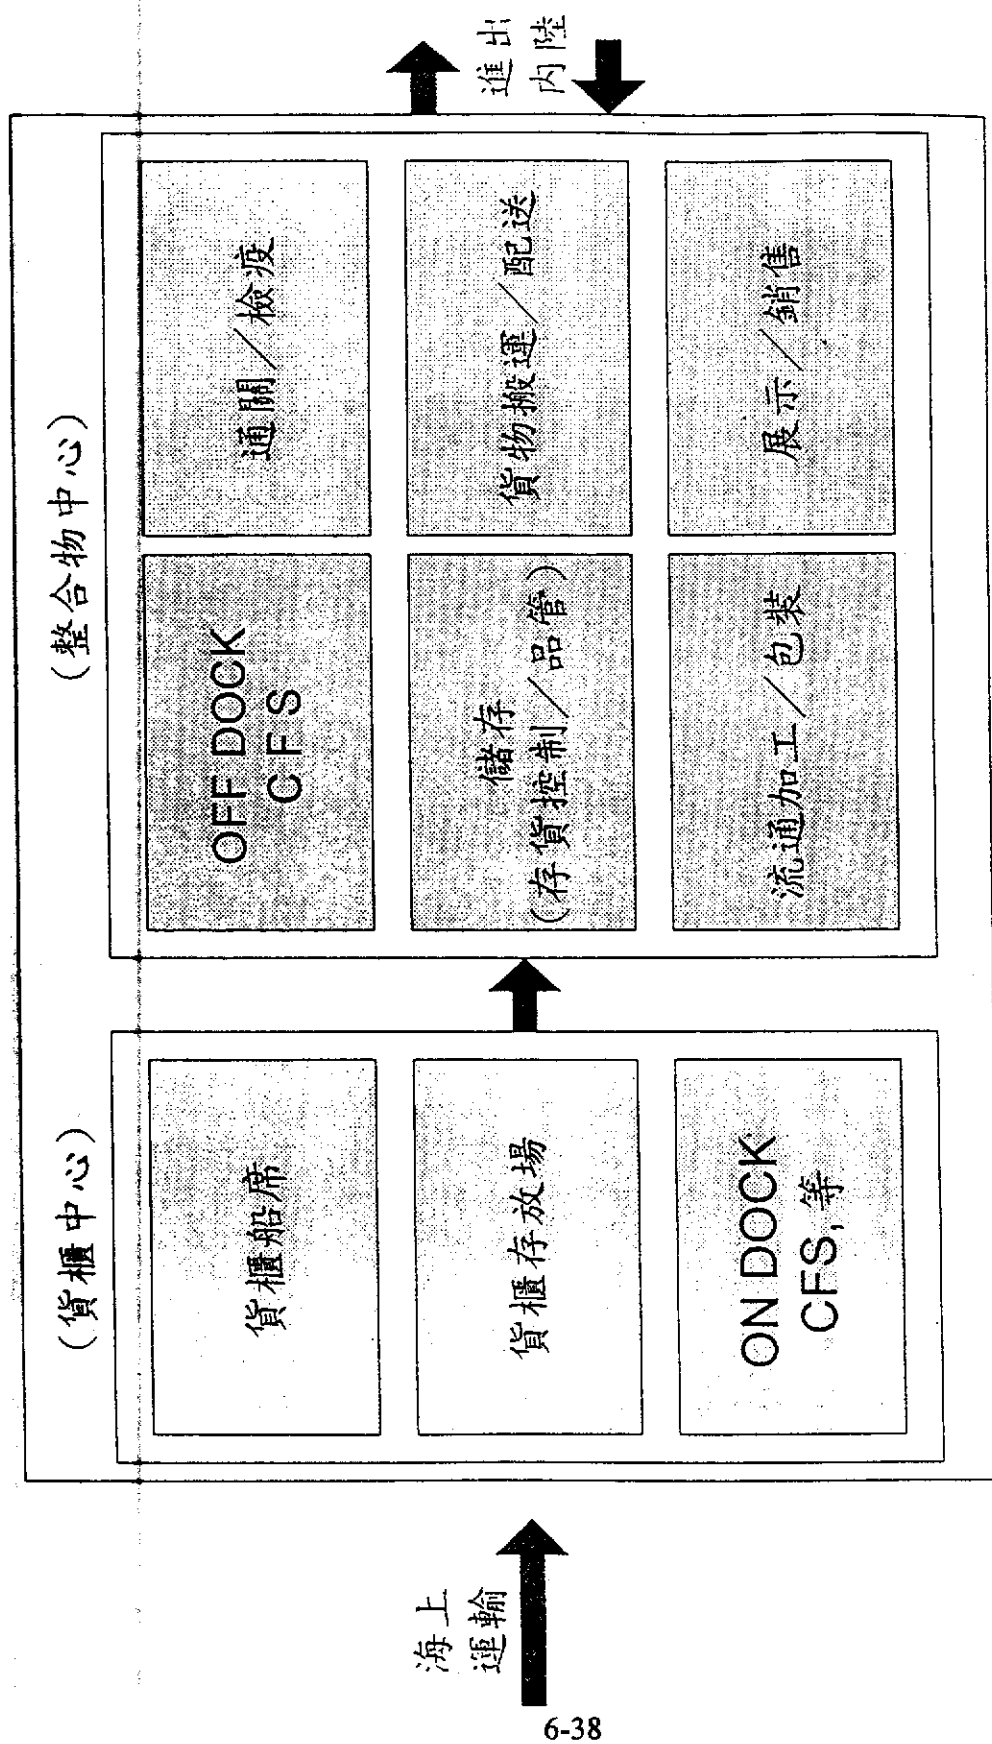 海上
運輸
(貨櫃中心)
貨櫃船席
貨櫃存放場
ON DOCK
CFS, 等
(整合物中心)
OFF DOCK
CFS
通關／檢疫
儲存
(存貨控制／品管)
貨物搬運／配送
流通加工／包裝
展示／銷售
進出
內陸
6-38